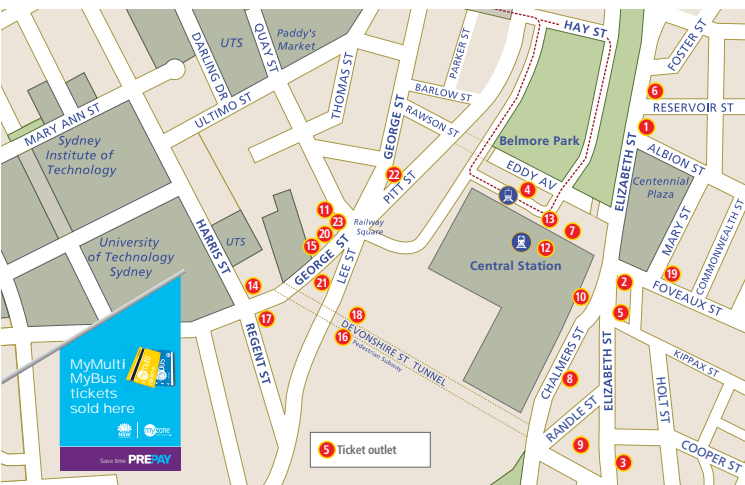 HAY ST
Paddy's
Market
UTS
QUAY ST
DARLING DR
ULTIMO ST
THOMAS ST
PARKER ST
FOSTER ST
BARLOW ST
GEORGE ST
RAWSON ST
6
RESERVOIR ST
MARY ANN ST
Sydney
Institute of
Technology
1
Belmore Park
ALBION ST
EDDY AV
ELIZABETH ST
22
PITT ST
4
Centennial
Plaza
11
23
20
15
Railway
Square
13
7
MARY ST
COMMONWEALTH ST
HARRIS ST
UTS
University
of Technology
Sydney
12
Central Station
GEORGE ST
LEE ST
21
14
19
2
FOVEAUX ST
10
5
17
18
16
DEVONSHIRE ST TUNNEL
Pedestrian Subway
REGENT ST
CHALMERS ST
ELIZABETH ST
KIPPAX ST
8
HOLT ST
RANDLE ST
9
3
COOPER ST
MyMulti
MyBus
tickets
sold here
NSW
myzone
Save time PREPAY
5 Ticket outlet